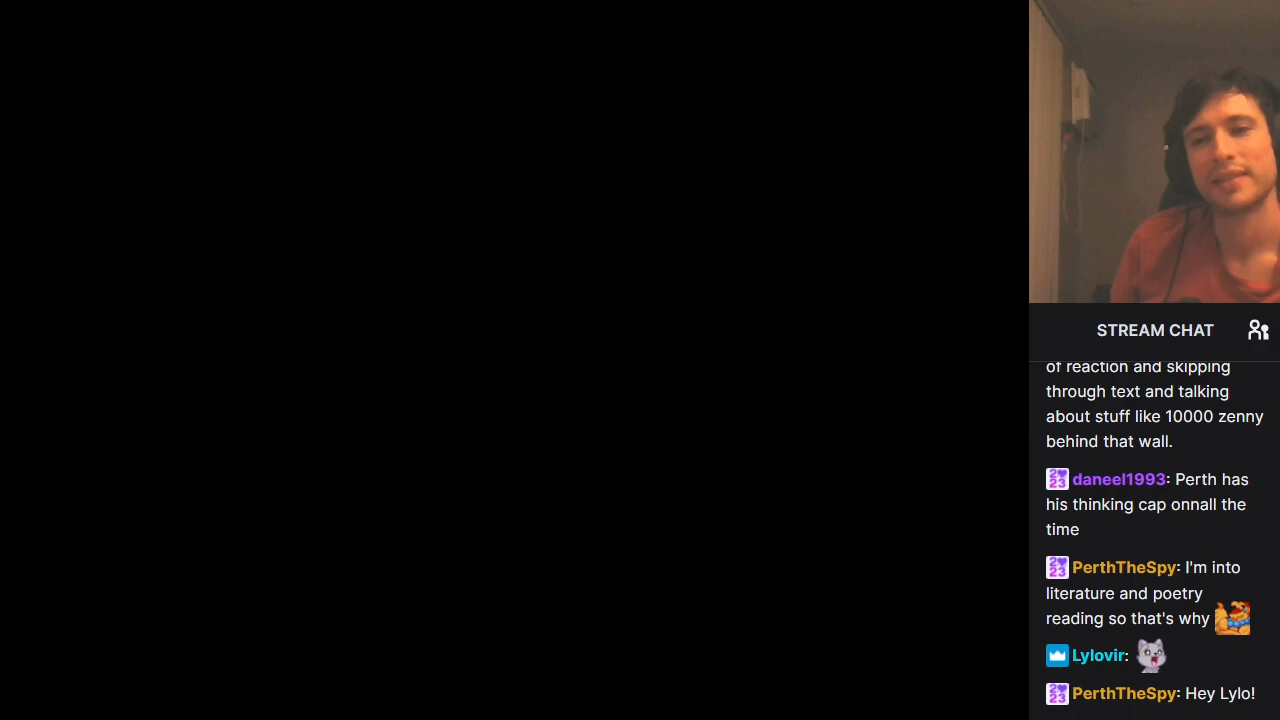 STREAM CHAT
of reaction and skipping
through text and talking
about stuff like 10000 zenny
behind that wall.
daneel1993: Perth has
his thinking cap onnall the
time
PerthTheSpy: I'm into
literature and poetry
reading so that's why
Lylovir:
PerthTheSpy: Hey Lylo!